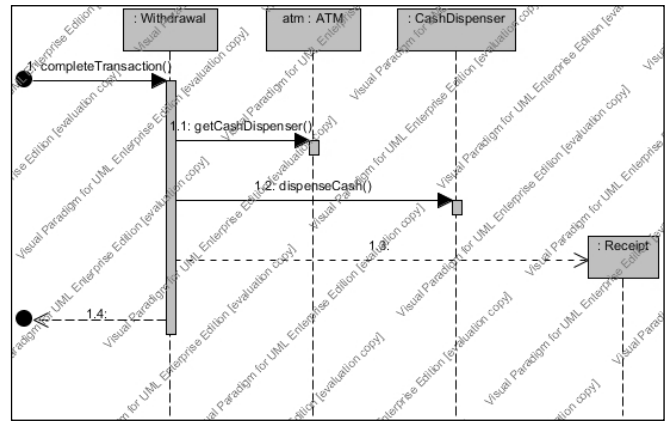 : Withdrawal
atm : ATM
: CashDispenser
1: completeTransaction()
1.1: getCashDispenser()
1.2: dispenseCash()
1.3:
: Receipt
1.4:
Visual Paradigm for UML Enterprise Edition [evaluation copy]